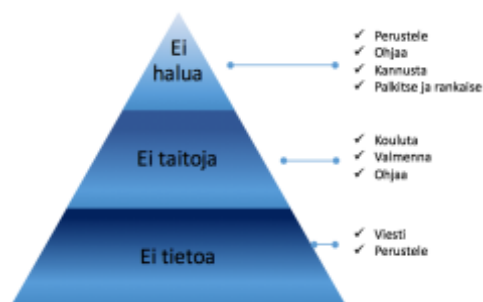 Ei
halua
✓ Perustele
✓ Ohjaa
✓ Kannusta
✓ Palkitse ja rankaise
Ei taitoja
✓ Kouluta
✓ Valmenna
✓ Ohjaa
Ei tietoa
✓ Viesti
✓ Perustele